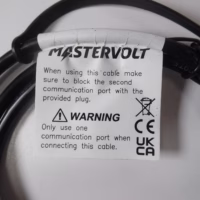 MASTERVOLT
When using this cable make
sure to block the second
communication port with the
provided plug.
WARNING
Only use one
communication port when
connecting this cable.
CE
UK
CA